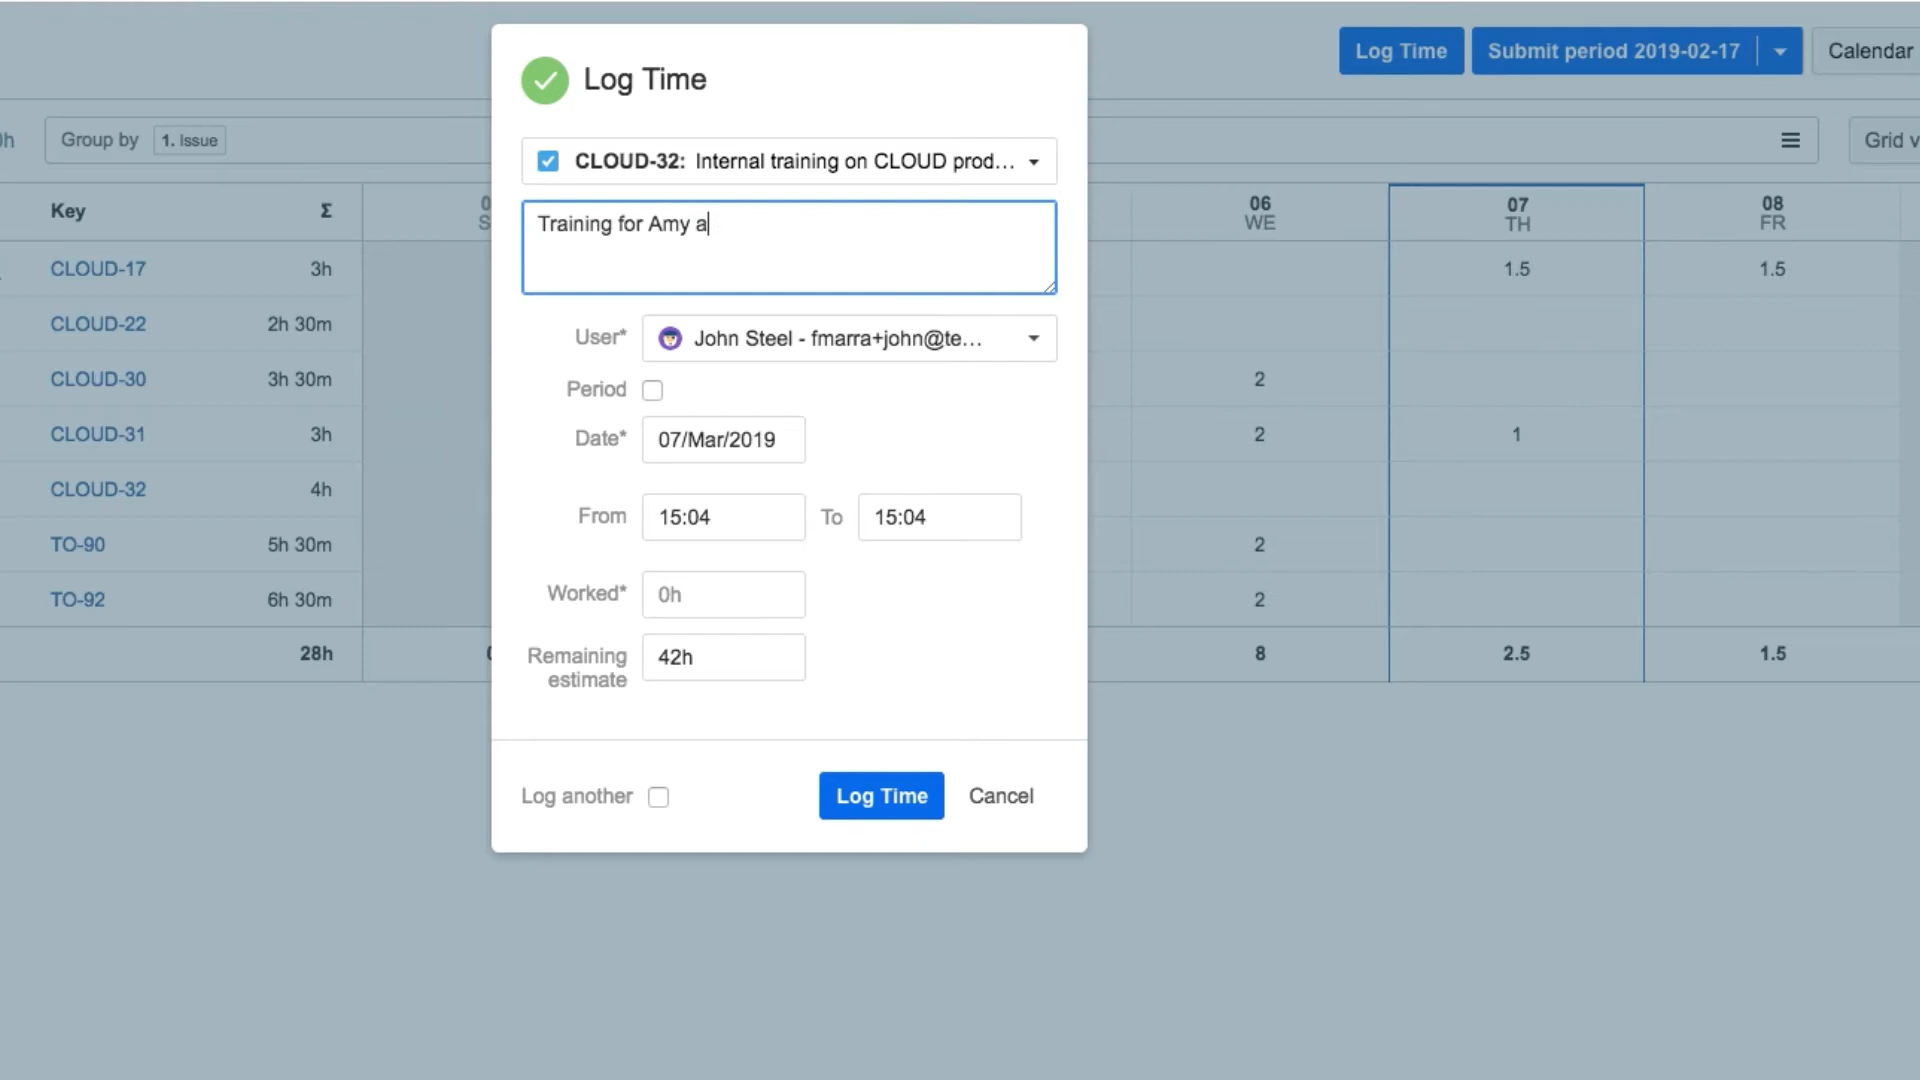 Log Time
Submit period 2019-02-17
Calendar
Group by
1. Issue
Key
Σ
06
WE
07
TH
08
FR
CLOUD-17
3h
1.5
1.5
CLOUD-22
2h 30m
CLOUD-30
3h 30m
2
CLOUD-31
3h
2
1
CLOUD-32
4h
TO-90
5h 30m
2
TO-92
6h 30m
2
28h
8
2.5
1.5
Log Time
CLOUD-32: Internal training on CLOUD prod...
Training for Amy a
User*
John Steel - fmarra+john@te...
Period
Date*
07/Mar/2019
From
15:04
To
15:04
Worked*
0h
Remaining
estimate
42h
Log another
Log Time
Cancel